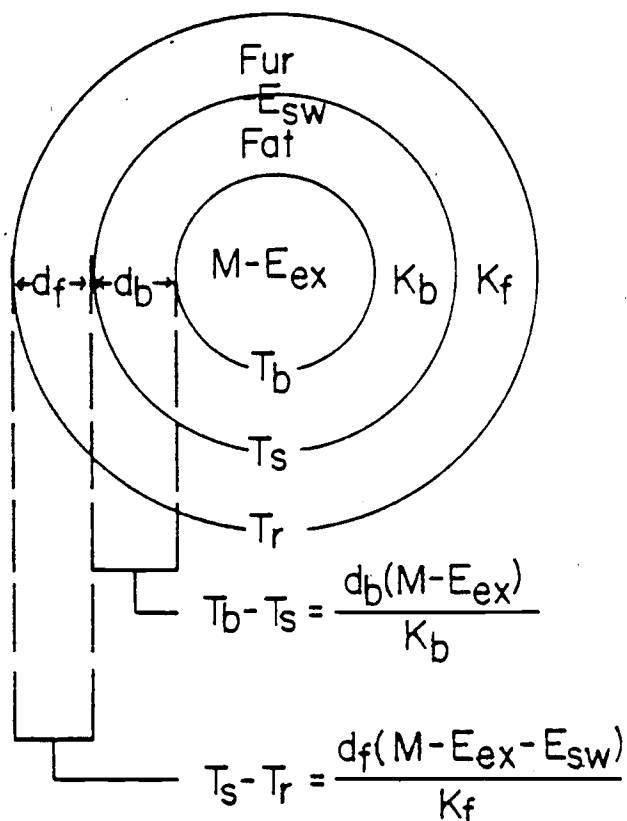 Fur
E_sw
Fat
d_f d_b M-E_ex K_b K_f
T_b
T_s
T_r
T_b-T_s = d_b(M-E_ex) / K_b
T_s-T_r = d_f(M-E_ex-E_sw) / K_f